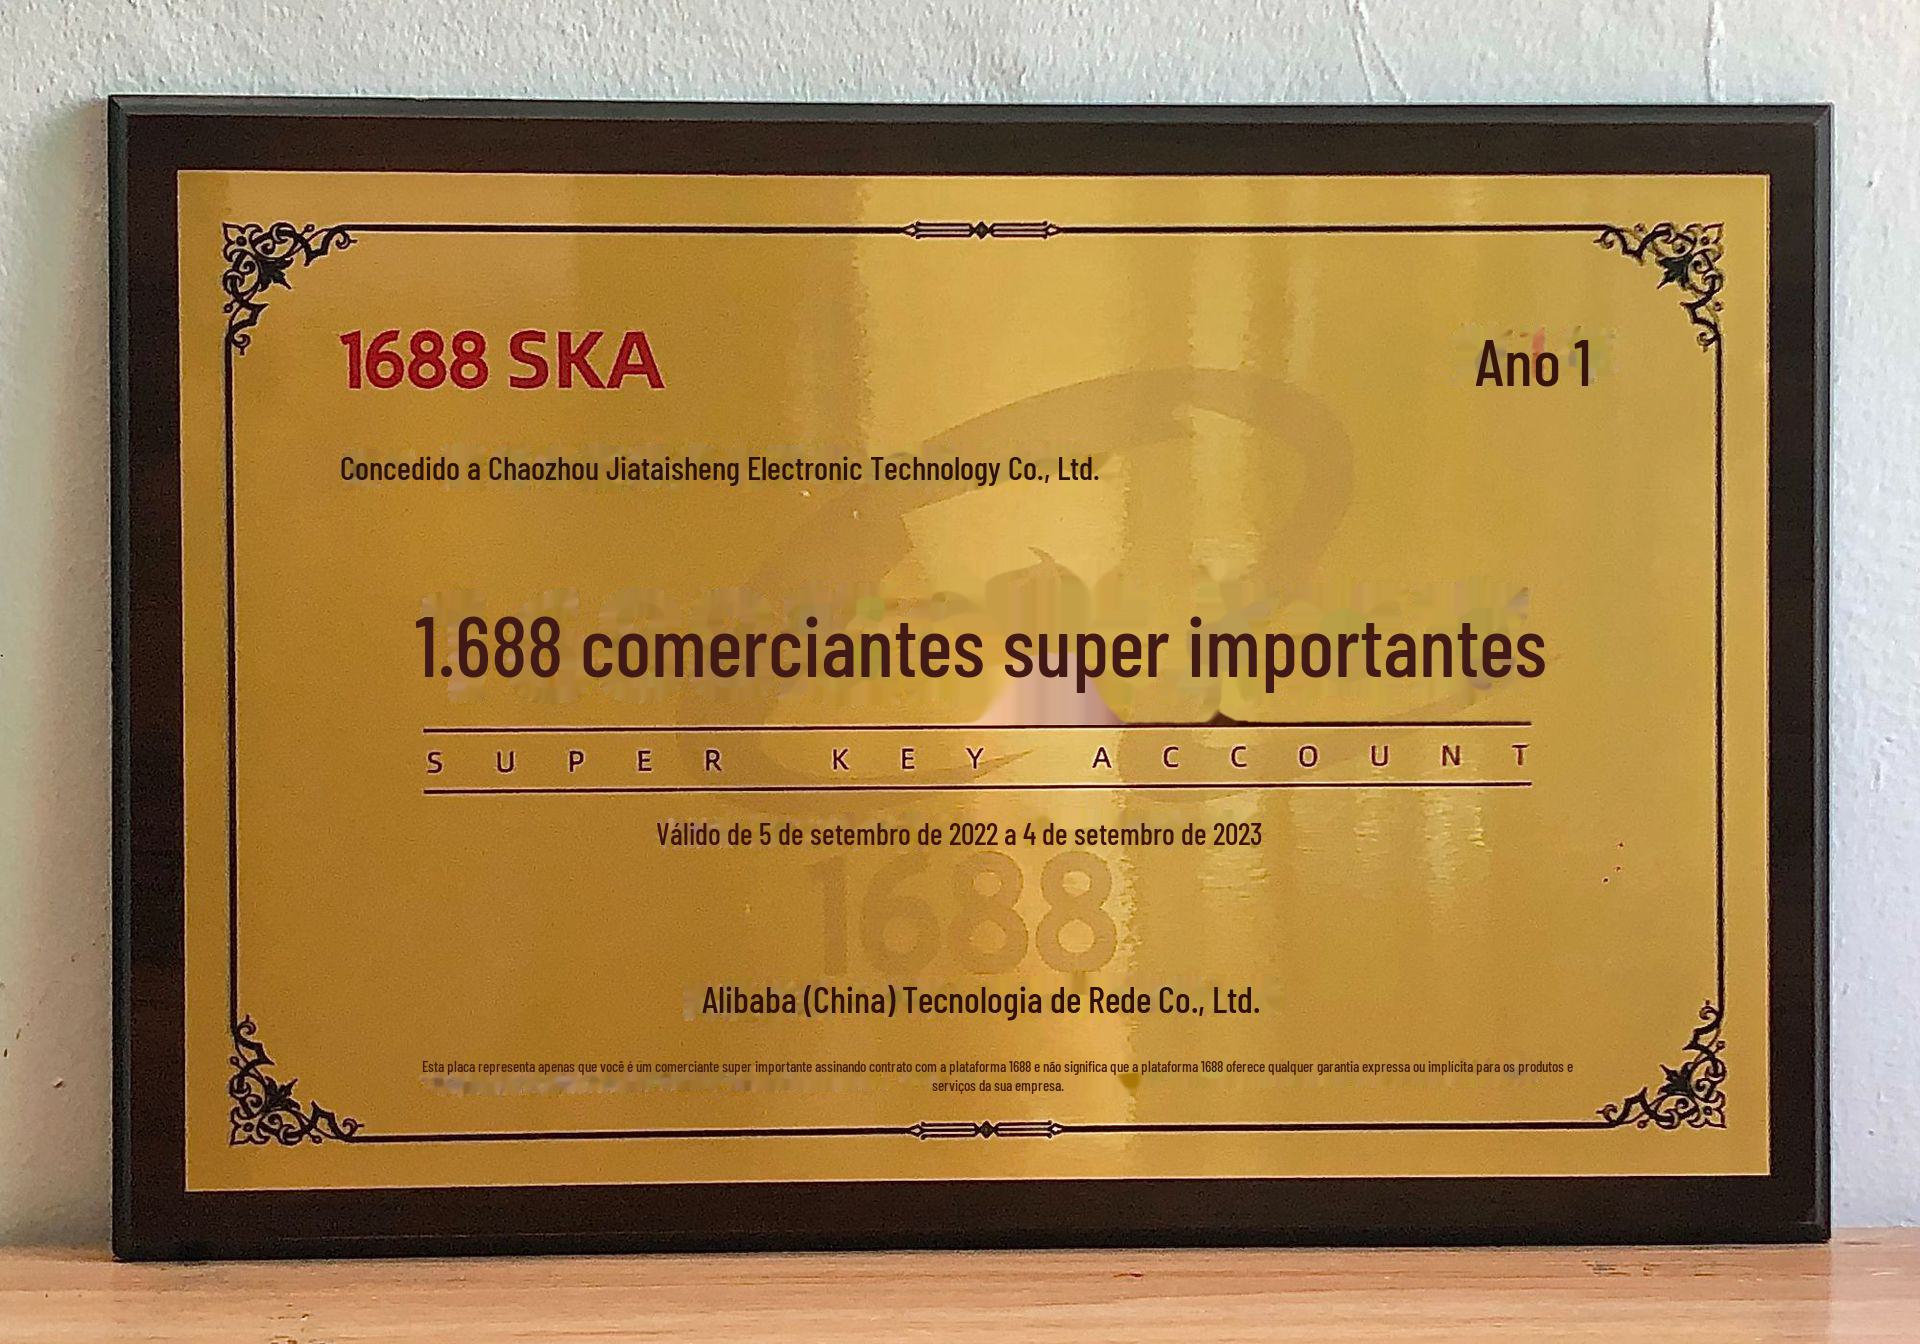 1688 SKA
Ano 1
Concedido a Chaozhou Jiataisheng Electronic Technology Co., Ltd.
1.688 comerciantes super importantes
SUPER KEY ACCOUNT
Válido de 5 de setembro de 2022 a 4 de setembro de 2023
1688
Alibaba (China) Tecnologia de Rede Co., Ltd.
Esta placa representa apenas que você é um comerciante super importante assinando contrato com a plataforma 1688 e não significa que a plataforma 1688 oferece qualquer garantia expressa ou implícita para os produtos e
serviços da sua empresa.